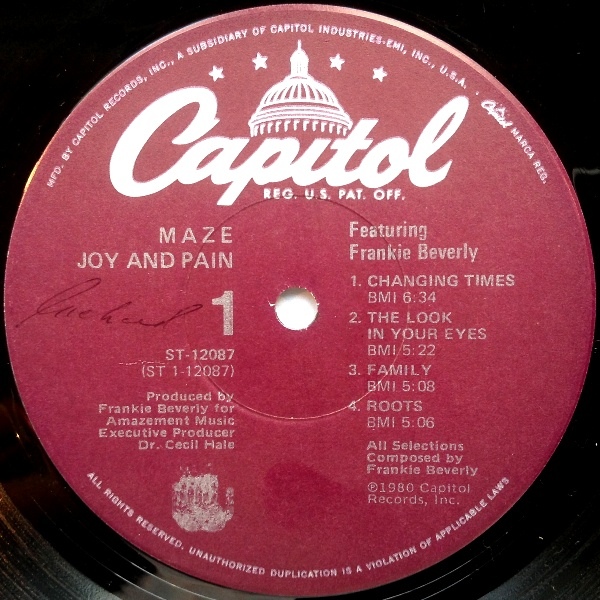 MFD. BY CAPITOL RECORDS, INC., A SUBSIDIARY OF CAPITOL INDUSTRIES-EMI, INC., U.S.A. · Capitol MARCA REG.
Capitol
REG. U.S. PAT. OFF.
MAZE
JOY AND PAIN
1
ST-12087
(ST 1-12087)
Produced by
Frankie Beverly for
Amazement Music
Executive Producer
Dr. Cecil Hale
Featuring
Frankie Beverly
1. CHANGING TIMES
BMI 6:34
2. THE LOOK
IN YOUR EYES
BMI 5:22
3. FAMILY
BMI 5:08
4. ROOTS
BMI 5:06
All Selections
Composed by
Frankie Beverly
℗1980 Capitol
Records, Inc.
ALL RIGHTS RESERVED. UNAUTHORIZED DUPLICATION IS A VIOLATION OF APPLICABLE LAWS